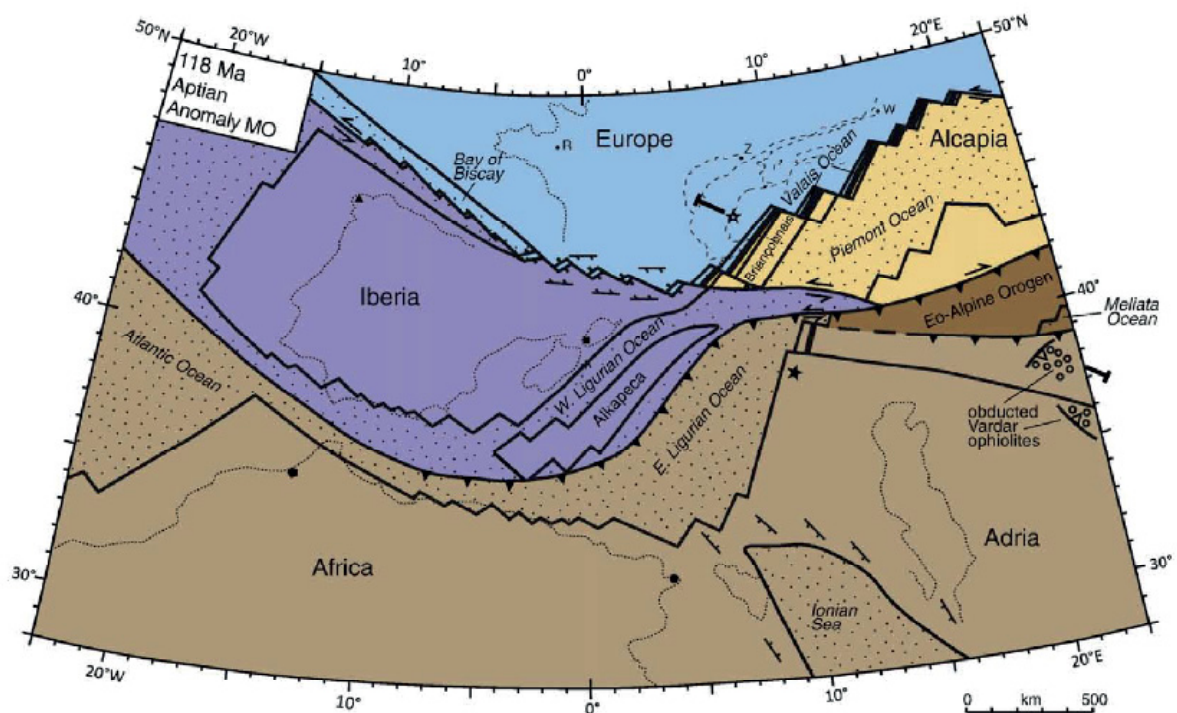 50°N
20°W
10°
0°
10°
20°E
50°N
118 Ma
Aptian
Anomaly MO
Bay of
Biscay
R
Europe
W
Z
Valais Ocean
Alcapia
Briançonnais
Piemont Ocean
Iberia
40°
40°
Eo-Alpine Orogen
Meliata
Ocean
Atlantic Ocean
W. Ligurian Ocean
Alkapeca
E. Ligurian Ocean
obducted
Vardar
ophiolites
Africa
Adria
Ionian
Sea
30°
30°
20°W
10°
0°
10°
20°E
0 km 500